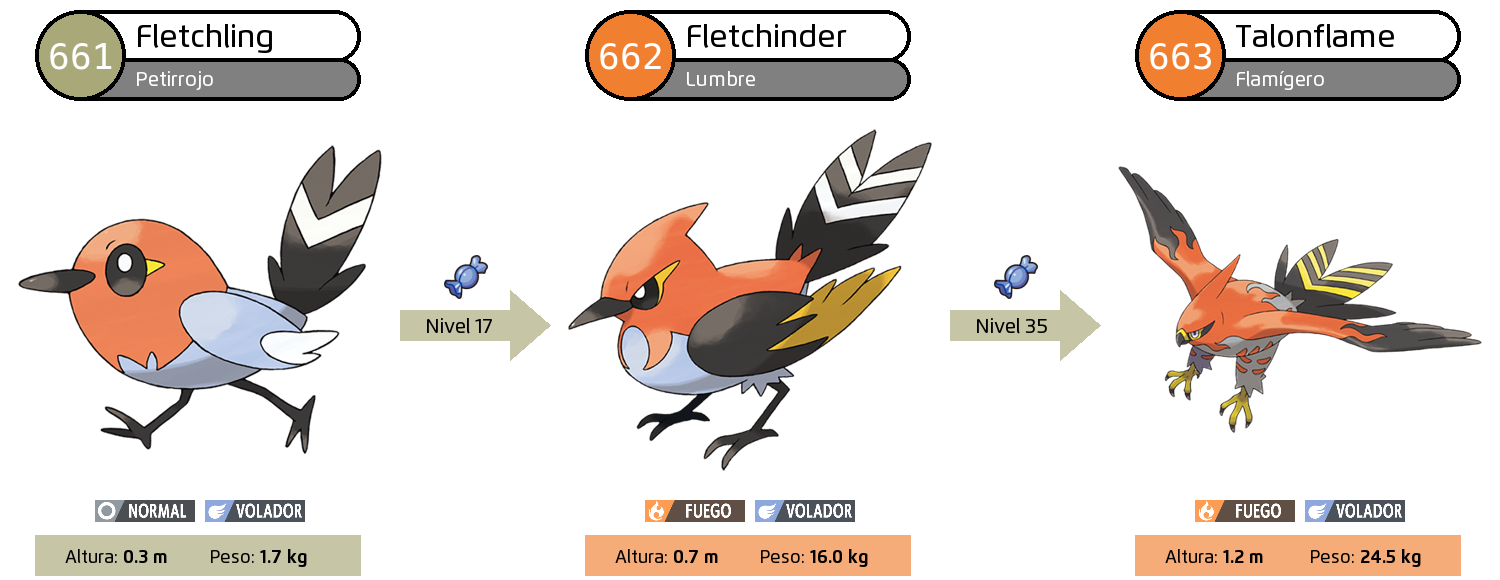 661
Fletchling
Petirrojo
NORMAL VOLADOR
Altura: 0.3 m Peso: 1.7 kg
Nivel 17
662
Fletchinder
Lumbre
FUEGO VOLADOR
Altura: 0.7 m Peso: 16.0 kg
Nivel 35
663
Talonflame
Flamígero
FUEGO VOLADOR
Altura: 1.2 m Peso: 24.5 kg